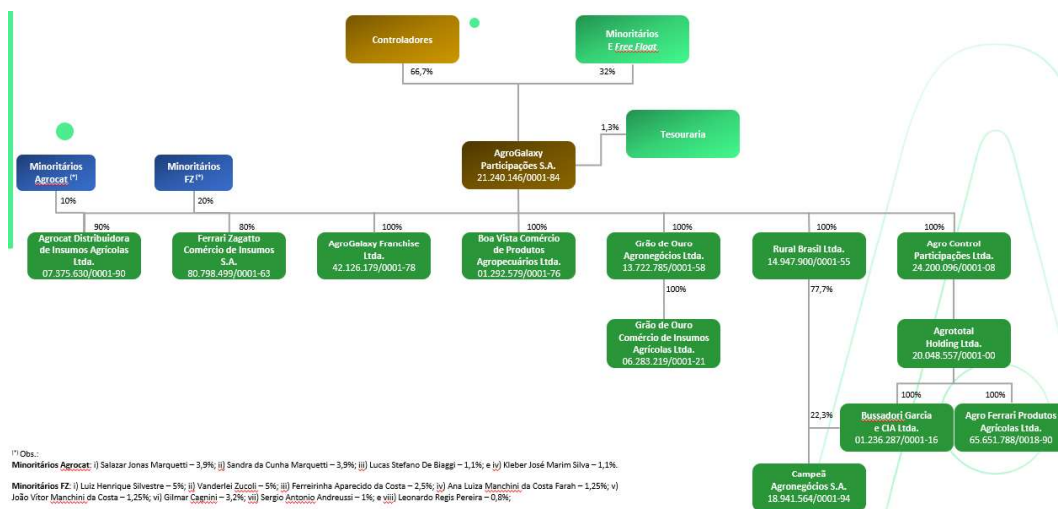 Controladores
Minoritários
E Free Float
66,7%
32%
1,3%
Tesouraria
AgroGalaxy
Participações S.A.
21.240.146/0001-84
Minoritários
Agrocat (*)
Minoritários
FZ (*)
10%
20%
90%
80%
100%
100%
100%
100%
100%
Agrocat Distribuidora
de Insumos Agrícolas
Ltda.
07.375.630/0001-90
Ferrari Zagatto
Comércio de Insumos
S.A.
80.798.499/0001-63
AgroGalaxy Franchise
Ltda.
42.126.179/0001-78
Boa Vista Comércio
de Produtos
Agropecuários Ltda.
01.292.579/0001-76
Grão de Ouro
Agronegócios Ltda.
13.722.785/0001-58
Rural Brasil Ltda.
14.947.900/0001-55
Agro Control
Participações Ltda.
24.200.096/0001-08
100%
77,7%
Grão de Ouro
Comércio de Insumos
Agrícolas Ltda.
06.283.219/0001-21
Agrototal
Holding Ltda.
20.048.557/0001-00
100%
100%
22,3%
Bussadori Garcia
e CIA Ltda.
01.236.287/0001-16
Agro Ferrari Produtos
Agrícolas Ltda.
65.651.788/0018-90
Campeã
Agronegócios S.A.
18.941.564/0001-94
(*) Obs.:
Minoritários Agrocat: i) Salazar Jonas Marquetti – 3,9%; ii) Sandra da Cunha Marquetti – 3,9%; iii) Lucas Stefano De Biaggi – 1,1%; e iv) Kleber José Marim Silva – 1,1%.
Minoritários FZ: i) Luiz Henrique Silvestre – 5%; ii) Vanderlei Zucoli – 5%; iii) Ferreirinha Aparecido da Costa – 2,5%; iv) Ana Luiza Manchini da Costa Farah – 1,25%; v)
João Vítor Manchini da Costa – 1,25%; vi) Gilmar Cagnini – 3,2%; vii) Sergio Antonio Andreussi – 1%; e viii) Leonardo Regis Pereira – 0,8%;